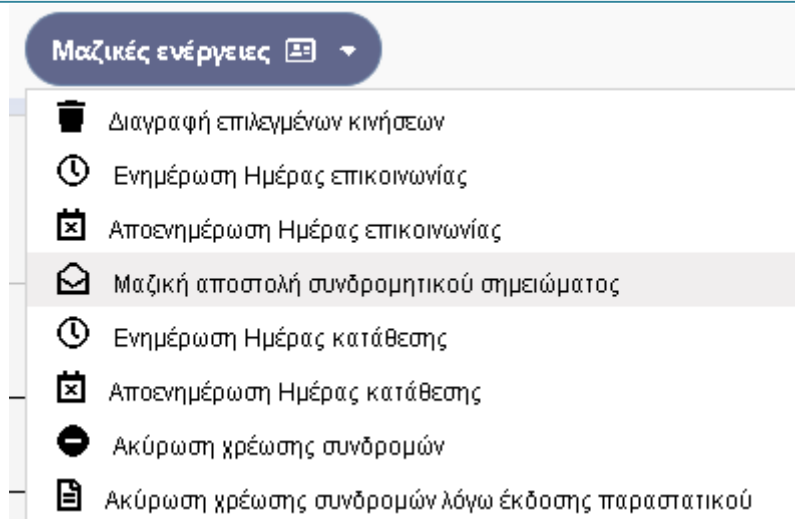 Μαζικές ενέργειες
Διαγραφή επιλεγμένων κινήσεων
Ενημέρωση Ημέρας επικοινωνίας
Αποενημέρωση Ημέρας επικοινωνίας
Μαζική αποστολή συνδρομητικού σημειώματος
Ενημέρωση Ημέρας κατάθεσης
Αποενημέρωση Ημέρας κατάθεσης
Ακύρωση χρέωσης συνδρομών
Ακύρωση χρέωσης συνδρομών λόγω έκδοσης παραστατικού